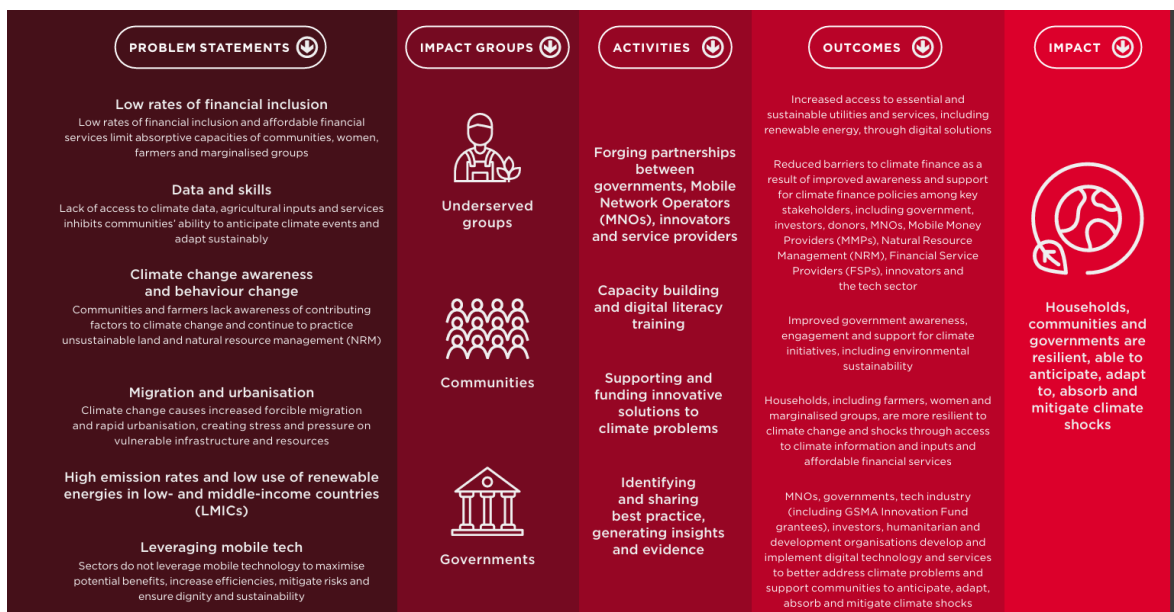 PROBLEM STATEMENTS
Low rates of financial inclusion
Low rates of financial inclusion and affordable financial
services limit absorptive capacities of communities, women,
farmers and marginalised groups
Data and skills
Lack of access to climate data, agricultural inputs and services
inhibits communities' ability to anticipate climate events and
adapt sustainably
Climate change awareness
and behaviour change
Communities and farmers lack awareness of contributing
factors to climate change and continue to practice
unsustainable land and natural resource management (NRM)
Migration and urbanisation
Climate change causes increased forcible migration
and rapid urbanisation, creating stress and pressure on
vulnerable infrastructure and resources
High emission rates and low use of renewable
energies in low- and middle-income countries
(LMICs)
Leveraging mobile tech
Sectors do not leverage mobile technology to maximise
potential benefits, increase efficiencies, mitigate risks and
ensure dignity and sustainability
IMPACT GROUPS
Underserved
groups
Communities
Governments
ACTIVITIES
Forging partnerships
between
governments, Mobile
Network Operators
(MNOs), innovators
and service providers
Capacity building
and digital literacy
training
Supporting and
funding innovative
solutions to
climate problems
Identifying
and sharing
best practice,
generating insights
and evidence
OUTCOMES
Increased access to essential and
sustainable utilities and services, including
renewable energy, through digital solutions
Reduced barriers to climate finance as a
result of improved awareness and support
for climate finance policies among key
stakeholders, including government,
investors, donors, MNOs, Mobile Money
Providers (MMPs), Natural Resource
Management (NRM), Financial Service
Providers (FSPs), innovators and
the tech sector
Improved government awareness,
engagement and support for climate
initiatives, including environmental
sustainability
Households, including farmers, women and
marginalised groups, are more resilient to
climate change and shocks through access
to climate information and inputs and
affordable financial services
MNOs, governments, tech industry
(including GSMA Innovation Fund
grantees), investors, humanitarian and
development organisations develop and
implement digital technology and services
to better address climate problems and
support communities to anticipate, adapt,
absorb and mitigate climate shocks
IMPACT
Households,
communities and
governments are
resilient, able to
anticipate, adapt
to, absorb and
mitigate climate
shocks